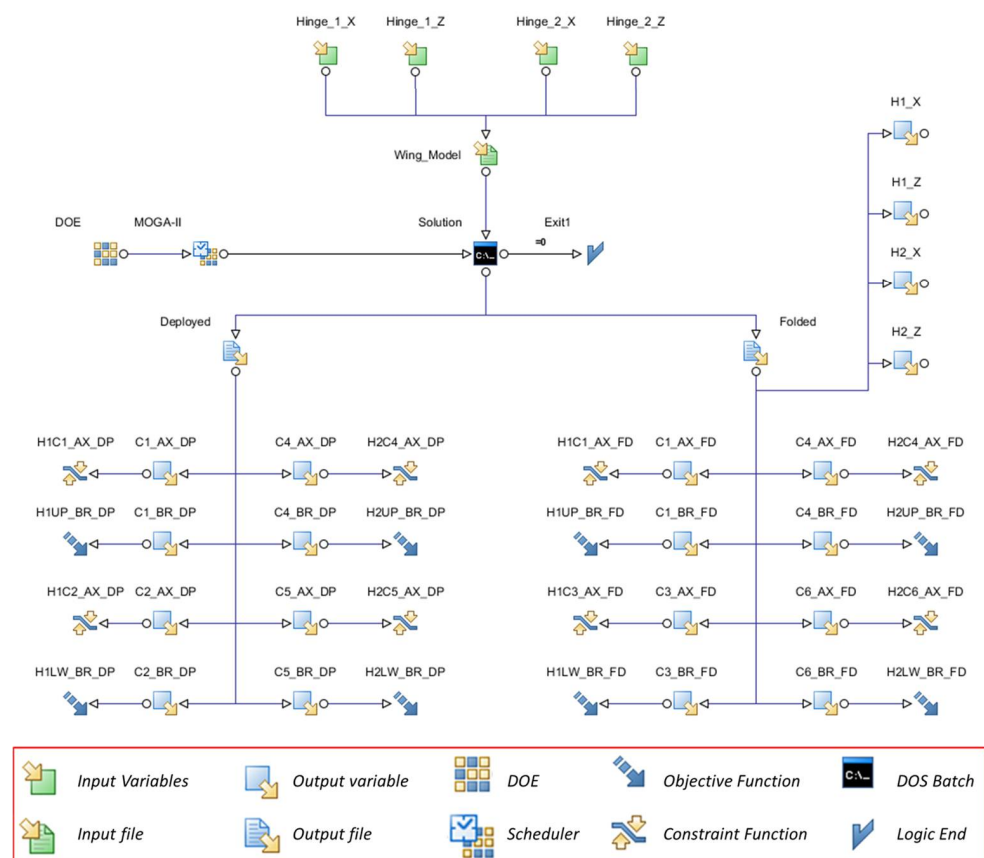 Hinge_1_X Hinge_1_Z Hinge_2_X Hinge_2_Z
H1_X
Wing_Model
H1_Z
DOE MOGA-II Solution Exit1
=0
C:\_
H2_X
Deployed Folded
H2_Z
H1C1_AX_DP C1_AX_DP C4_AX_DP H2C4_AX_DP H1C1_AX_FD C1_AX_FD C4_AX_FD H2C4_AX_FD
H1UP_BR_DP C1_BR_DP C4_BR_DP H2UP_BR_DP H1UP_BR_FD C1_BR_FD C4_BR_FD H2UP_BR_FD
H1C2_AX_DP C2_AX_DP C5_AX_DP H2C5_AX_DP H1C3_AX_FD C3_AX_FD C6_AX_FD H2C6_AX_FD
H1LW_BR_DP C2_BR_DP C5_BR_DP H2LW_BR_DP H1LW_BR_FD C3_BR_FD C6_BR_FD H2LW_BR_FD
Input Variables Output variable DOE Objective Function C:\_ DOS Batch
Input file Output file Scheduler Constraint Function Logic End